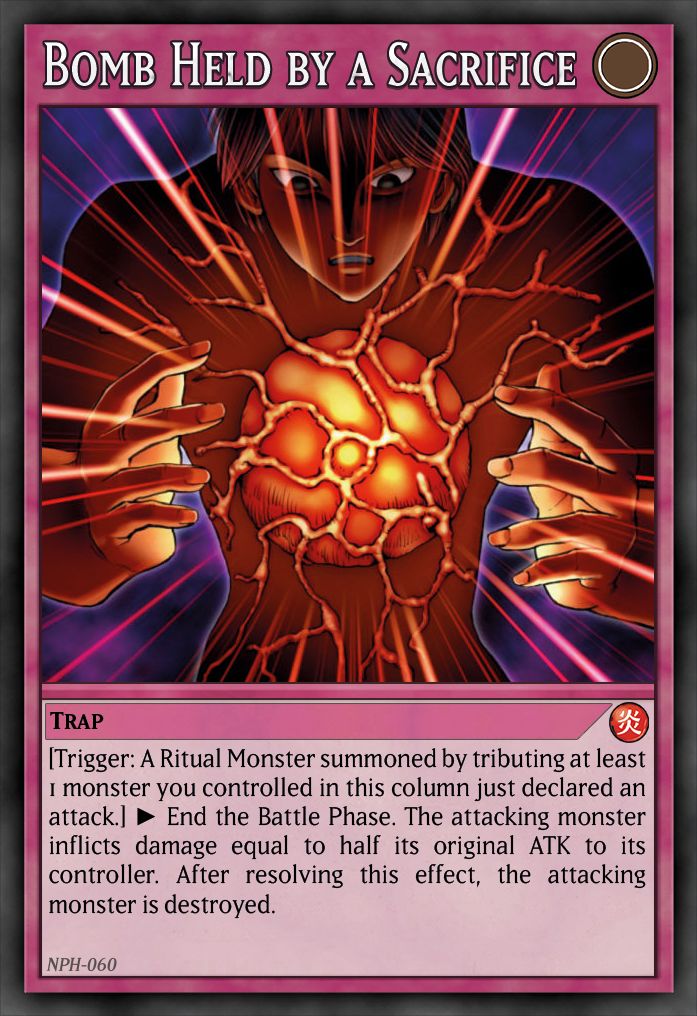 Bomb Held by a Sacrifice
Trap
炎
[Trigger: A Ritual Monster summoned by tributing at least
1 monster you controlled in this column just declared an
attack.] ► End the Battle Phase. The attacking monster
inflicts damage equal to half its original ATK to its
controller. After resolving this effect, the attacking
monster is destroyed.
NPH-060